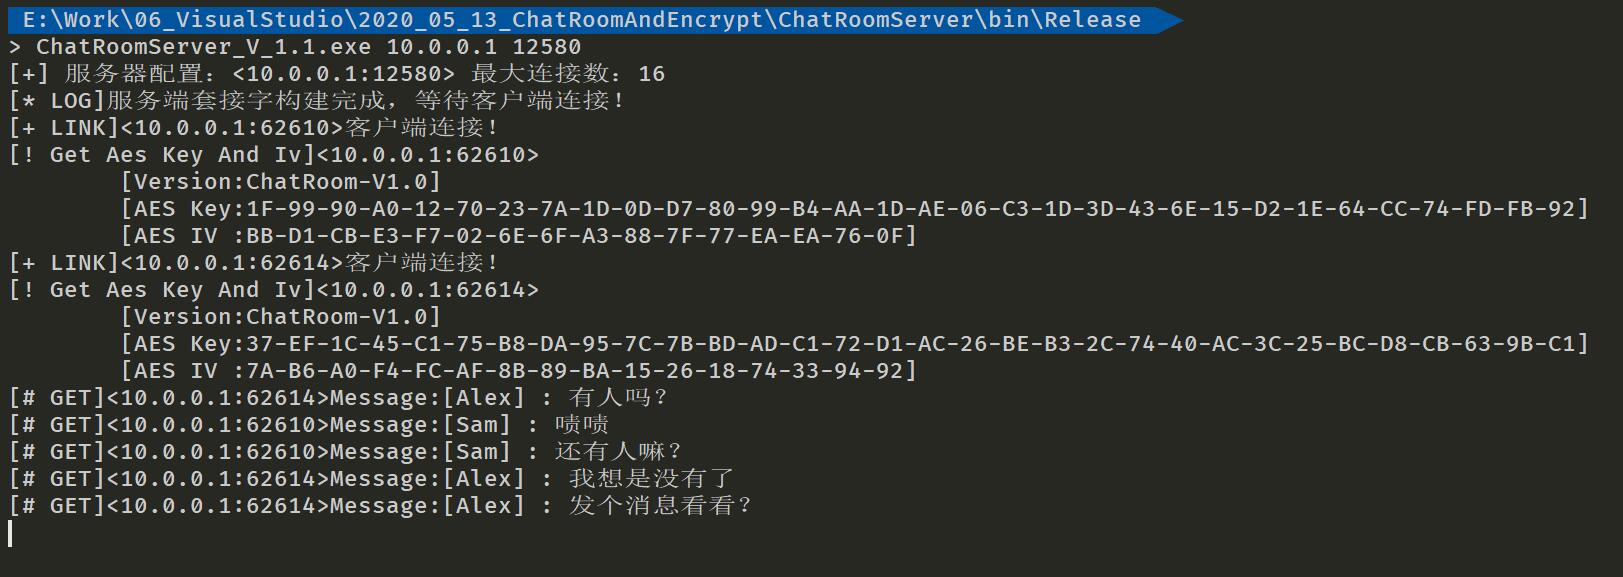 E:\Work\06_VisualStudio\2020_05_13_ChatRoomAndEncrypt\ChatRoomServer\bin\Release
> ChatRoomServer_V_1.1.exe 10.0.0.1 12580
[+] 服务器配置：<10.0.0.1:12580> 最大连接数：16
[* LOG]服务端套接字构建完成，等待客户端连接！
[+ LINK]<10.0.0.1:62610>客户端连接！
[! Get Aes Key And Iv]<10.0.0.1:62610>
[Version:ChatRoom-V1.0]
[AES Key:1F-99-90-A0-12-70-23-7A-1D-0D-D7-80-99-B4-AA-1D-AE-06-C3-1D-3D-43-6E-15-D2-1E-64-CC-74-FD-FB-92]
[AES IV :BB-D1-CB-E3-F7-02-6E-6F-A3-88-7F-77-EA-EA-76-0F]
[+ LINK]<10.0.0.1:62614>客户端连接！
[! Get Aes Key And Iv]<10.0.0.1:62614>
[Version:ChatRoom-V1.0]
[AES Key:37-EF-1C-45-C1-75-B8-DA-95-7C-7B-BD-AD-C1-72-D1-AC-26-BE-B3-2C-74-40-AC-3C-25-BC-D8-CB-63-9B-C1]
[AES IV :7A-B6-A0-F4-FC-AF-8B-89-BA-15-26-18-74-33-94-92]
[# GET]<10.0.0.1:62614>Message:[Alex] : 有人吗？
[# GET]<10.0.0.1:62610>Message:[Sam] : 啧啧
[# GET]<10.0.0.1:62610>Message:[Sam] : 还有人嘛？
[# GET]<10.0.0.1:62614>Message:[Alex] : 我想是没有了
[# GET]<10.0.0.1:62614>Message:[Alex] : 发个消息看看？